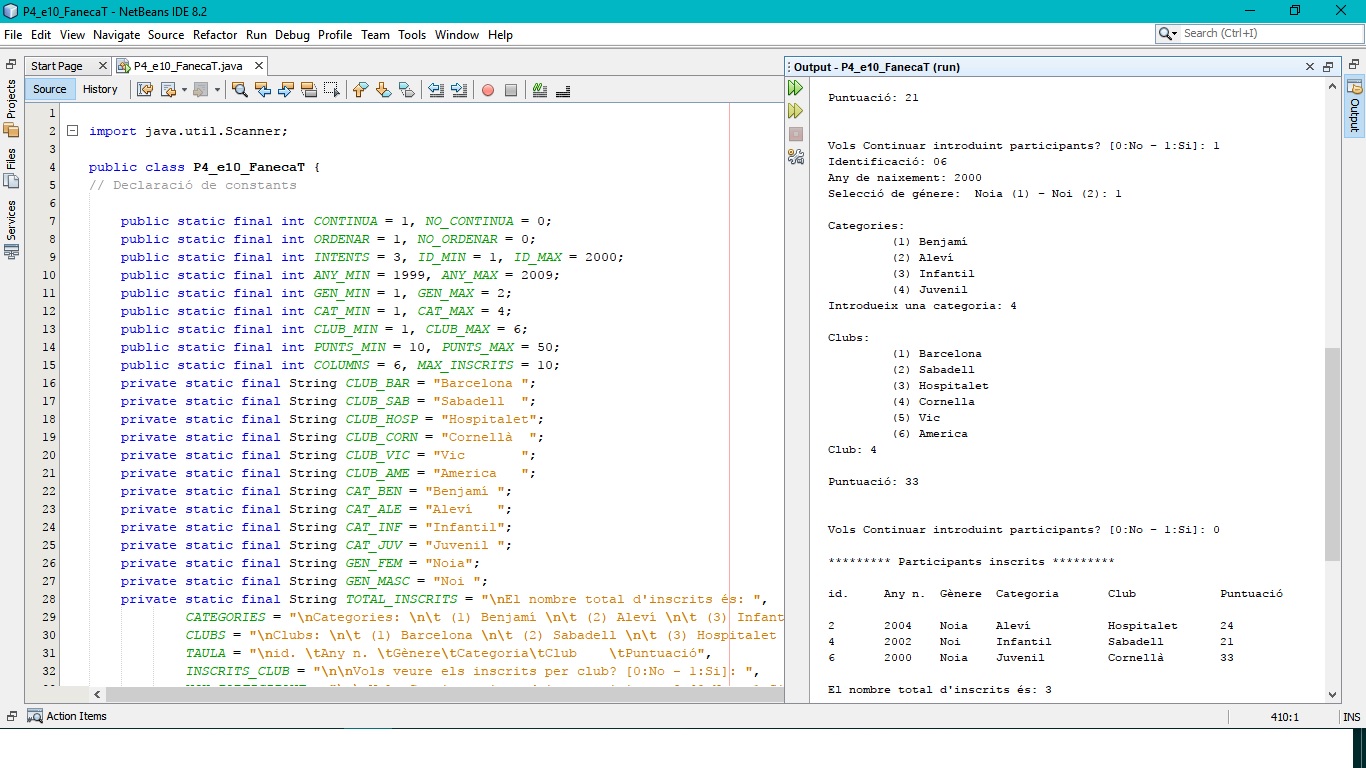 P4_e10_FanecaT - NetBeans IDE 8.2
File Edit View Navigate Source Refactor Run Debug Profile Team Tools Window Help
Search (Ctrl+I)
Projects
Files
Services
Start Page
P4_e10_FanecaT.java
Source History
1
2 import java.util.Scanner;
3
4 public class P4_e10_FanecaT {
5 // Declaració de constants
6
7 public static final int CONTINUA = 1, NO_CONTINUA = 0;
8 public static final int ORDENAR = 1, NO_ORDENAR = 0;
9 public static final int INTENTS = 3, ID_MIN = 1, ID_MAX = 2000;
10 public static final int ANY_MIN = 1999, ANY_MAX = 2009;
11 public static final int GEN_MIN = 1, GEN_MAX = 2;
12 public static final int CAT_MIN = 1, CAT_MAX = 4;
13 public static final int CLUB_MIN = 1, CLUB_MAX = 6;
14 public static final int PUNTS_MIN = 10, PUNTS_MAX = 50;
15 public static final int COLUMNS = 6, MAX_INSCRITS = 10;
16 private static final String CLUB_BAR = "Barcelona ";
17 private static final String CLUB_SAB = "Sabadell  ";
18 private static final String CLUB_HOSP = "Hospitalet";
19 private static final String CLUB_CORN = "Cornellà  ";
20 private static final String CLUB_VIC = "Vic       ";
21 private static final String CLUB_AME = "America   ";
22 private static final String CAT_BEN = "Benjamí ";
23 private static final String CAT_ALE = "Aleví   ";
24 private static final String CAT_INF = "Infantil";
25 private static final String CAT_JUV = "Juvenil ";
26 private static final String GEN_FEM = "Noia";
27 private static final String GEN_MASC = "Noi ";
28 private static final String TOTAL_INSCRITS = "\nEl nombre total d'inscrits és: ",
29 CATEGORIES = "\nCategories: \n\t (1) Benjamí \n\t (2) Aleví \n\t (3) Infant
30 CLUBS = "\nClubs: \n\t (1) Barcelona \n\t (2) Sabadell \n\t (3) Hospitalet
31 TAULA = "\nid. \tAny n. \tGènere\tCategoria\tClub    \tPuntuació",
32 INSCRITS_CLUB = "\n\nVols veure els inscrits per club? [0:No - 1:Si]: ",
Output - P4_e10_FanecaT (run)
Puntuació: 21
Vols Continuar introduint participants? [0:No - 1:Si]: 1
Identificació: 06
Any de naixement: 2000
Selecció de génere:  Noia (1) - Noi (2): 1
Categories:
(1) Benjamí
(2) Aleví
(3) Infantil
(4) Juvenil
Introdueix una categoria: 4
Clubs:
(1) Barcelona
(2) Sabadell
(3) Hospitalet
(4) Cornella
(5) Vic
(6) America
Club: 4
Puntuació: 33
Vols Continuar introduint participants? [0:No - 1:Si]: 0
********* Participants inscrits *********
id. Any n. Gènere Categoria Club Puntuació
2 2004 Noia Aleví Hospitalet 24
4 2002 Noi Infantil Sabadell 21
6 2000 Noia Juvenil Cornellà 33
El nombre total d'inscrits és: 3
Output
Action Items
410:1 INS